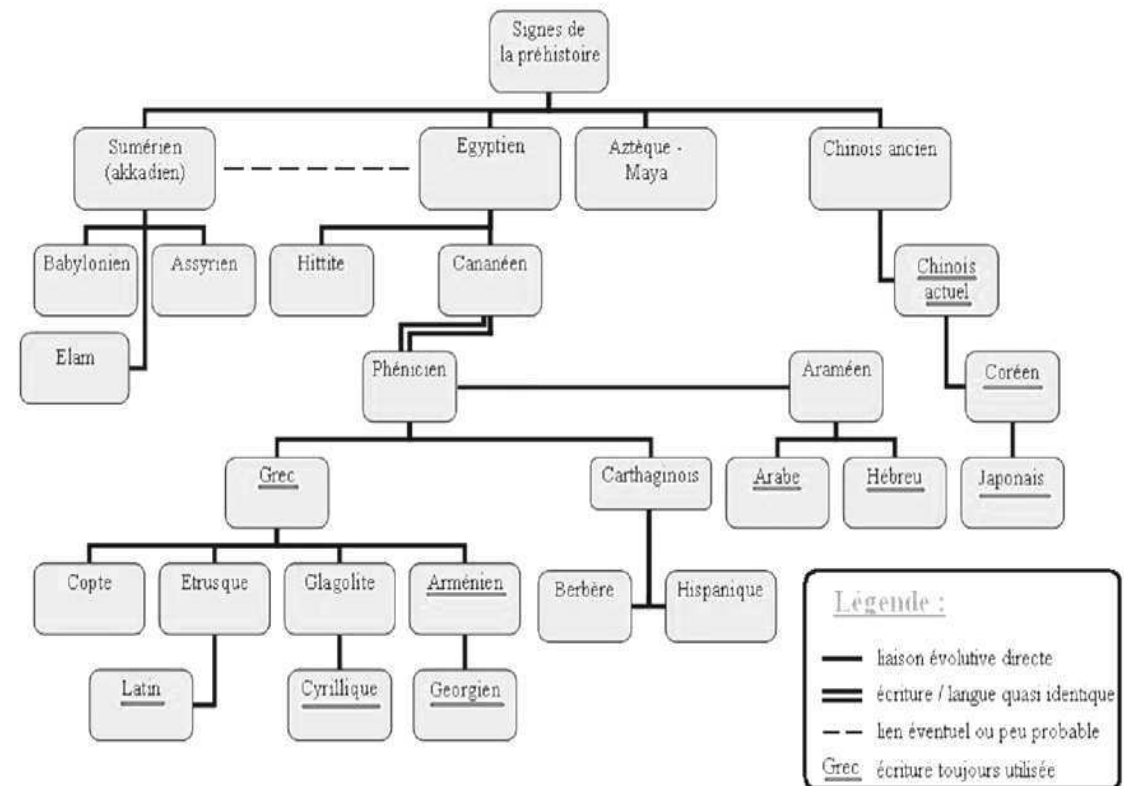 Signes de
la préhistoire
Sumérien
(akkadien)
Egyptien
Aztèque -
Maya
Chinois ancien
Babylonien
Assyrien
Hittite
Cananéen
Chinois
actuel
Elam
Phénicien
Araméen
Coréen
Grec
Carthaginois
Arabe
Hébreu
Japonais
Copte
Etrusque
Glagolite
Arménien
Berbère
Hispanique
Latin
Cyrillique
Georgien
Légende :
liaison évolutive directe
écriture / langue quasi identique
lien éventuel ou peu probable
Grec écriture toujours utilisée